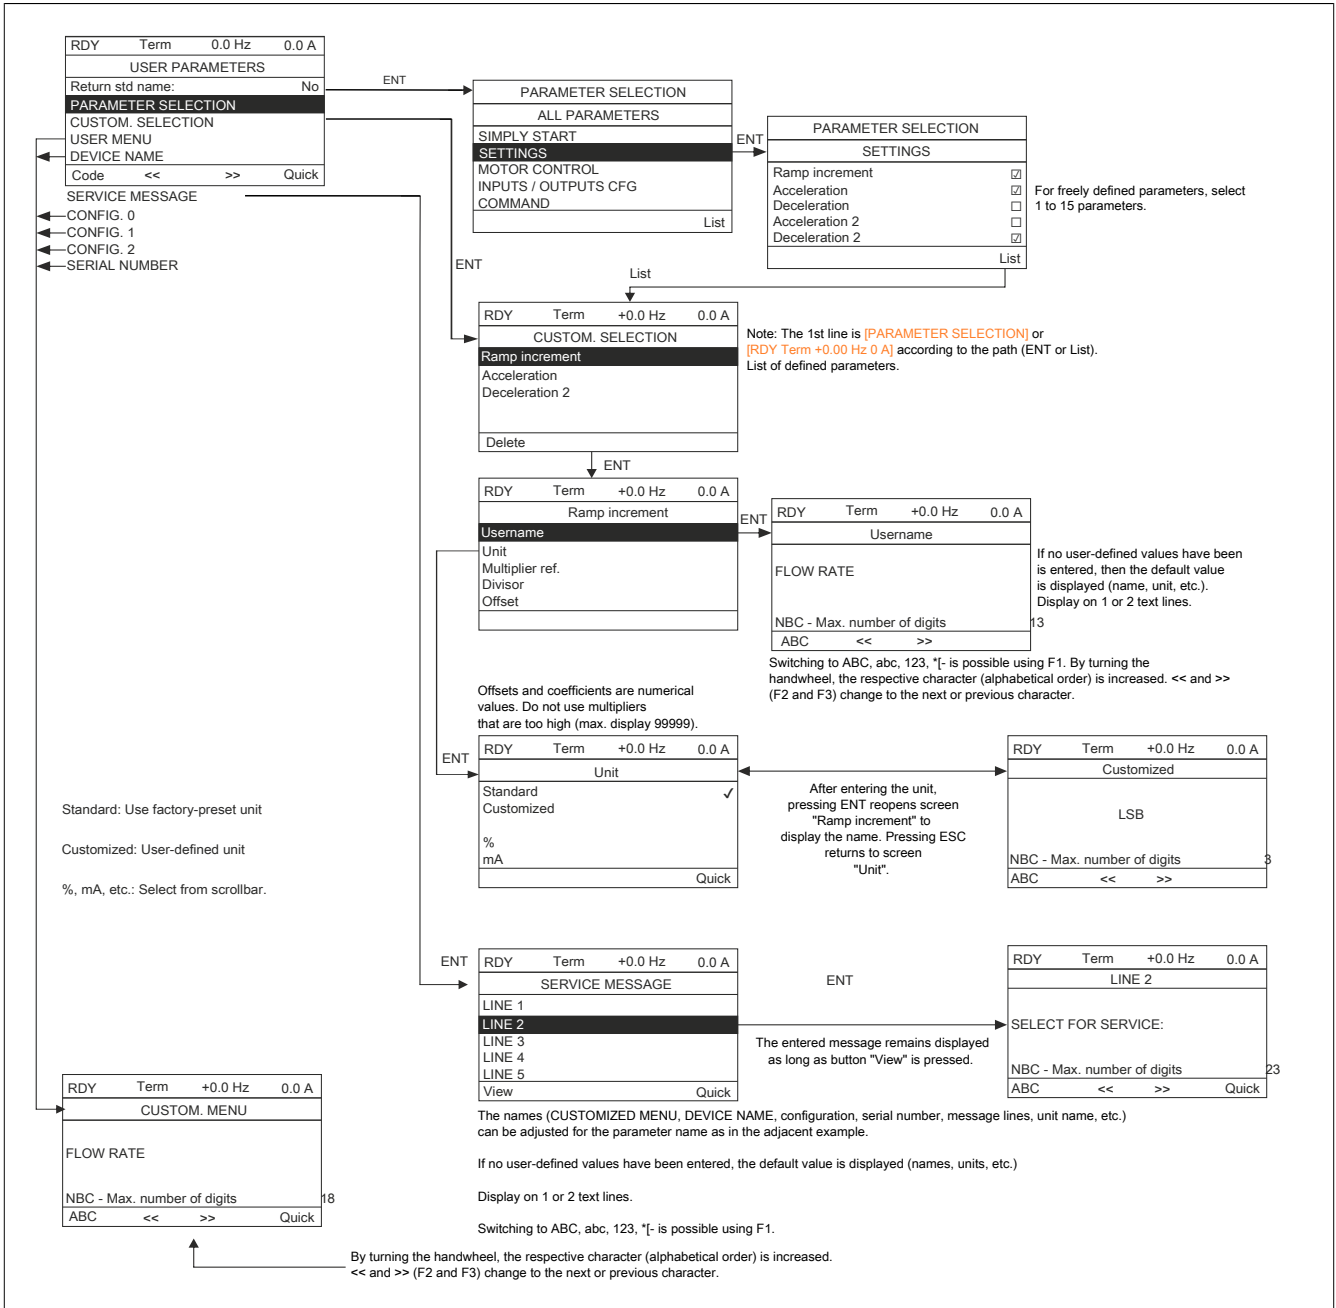 RDY Term 0.0 Hz 0.0 A
USER PARAMETERS
Return std name: No
PARAMETER SELECTION
CUSTOM. SELECTION
USER MENU
DEVICE NAME
Code << >> Quick
SERVICE MESSAGE
CONFIG. 0
CONFIG. 1
CONFIG. 2
SERIAL NUMBER
ENT
PARAMETER SELECTION
ALL PARAMETERS
SIMPLY START
SETTINGS
MOTOR CONTROL
INPUTS / OUTPUTS CFG
COMMAND
List
ENT
PARAMETER SELECTION
SETTINGS
Ramp increment ☑
Acceleration ☑
Deceleration ☐
Acceleration 2 ☐
Deceleration 2 ☑
List
For freely defined parameters, select
1 to 15 parameters.
ENT
List
RDY Term +0.0 Hz 0.0 A
CUSTOM. SELECTION
Ramp increment
Acceleration
Deceleration 2
Delete
Note: The 1st line is [PARAMETER SELECTION] or
[RDY Term +0.00 Hz 0 A] according to the path (ENT or List).
List of defined parameters.
ENT
RDY Term +0.0 Hz 0.0 A
Ramp increment
Username
Unit
Multiplier ref.
Divisor
Offset
ENT
RDY Term +0.0 Hz 0.0 A
Username
FLOW RATE
NBC - Max. number of digits 13
ABC << >>
If no user-defined values have been
is entered, then the default value
is displayed (name, unit, etc.).
Display on 1 or 2 text lines.
Switching to ABC, abc, 123, *[- is possible using F1. By turning the
handwheel, the respective character (alphabetical order) is increased. << and >>
(F2 and F3) change to the next or previous character.
Offsets and coefficients are numerical
values. Do not use multipliers
that are too high (max. display 99999).
ENT
RDY Term +0.0 Hz 0.0 A
Unit
Standard ✓
Customized
%
mA
Quick
After entering the unit,
pressing ENT reopens screen
"Ramp increment" to
display the name. Pressing ESC
returns to screen
"Unit".
RDY Term +0.0 Hz 0.0 A
Customized
LSB
NBC - Max. number of digits 3
ABC << >>
Standard: Use factory-preset unit
Customized: User-defined unit
%, mA, etc.: Select from scrollbar.
ENT
RDY Term +0.0 Hz 0.0 A
SERVICE MESSAGE
LINE 1
LINE 2
LINE 3
LINE 4
LINE 5
View Quick
ENT
The entered message remains displayed
as long as button "View" is pressed.
RDY Term +0.0 Hz 0.0 A
LINE 2
SELECT FOR SERVICE:
NBC - Max. number of digits 23
ABC << >> Quick
The names (CUSTOMIZED MENU, DEVICE NAME, configuration, serial number, message lines, unit name, etc.)
can be adjusted for the parameter name as in the adjacent example.
If no user-defined values have been entered, the default value is displayed (names, units, etc.)
Display on 1 or 2 text lines.
Switching to ABC, abc, 123, *[- is possible using F1.
RDY Term +0.0 Hz 0.0 A
CUSTOM. MENU
FLOW RATE
NBC - Max. number of digits 18
ABC << >> Quick
By turning the handwheel, the respective character (alphabetical order) is increased.
<< and >> (F2 and F3) change to the next or previous character.